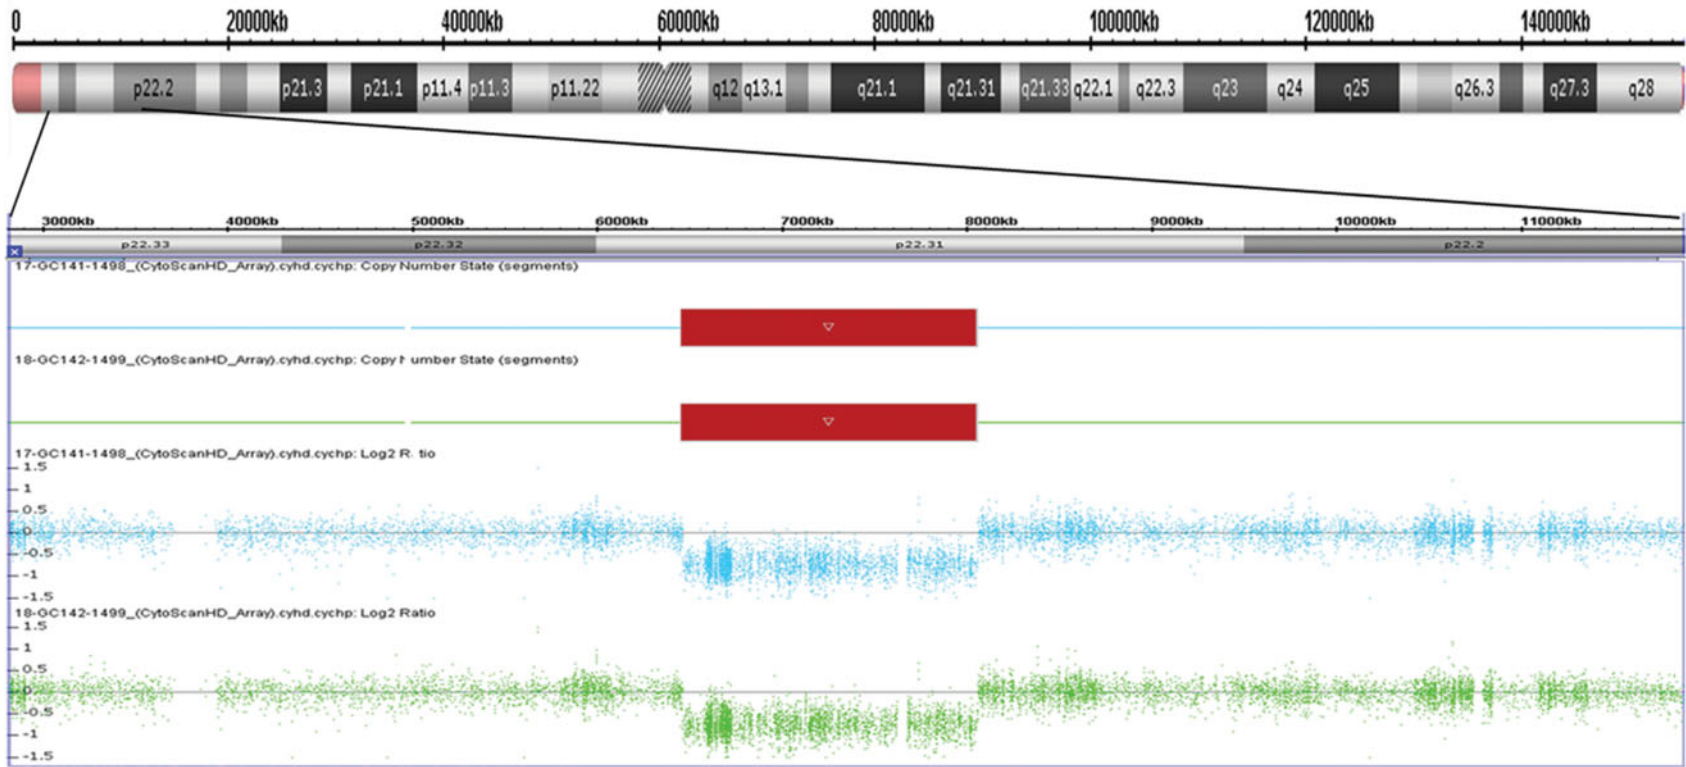 0 20000kb 40000kb 60000kb 80000kb 100000kb 120000kb 140000kb
p22.2 p21.3 p21.1 p11.4 p11.3 p11.22 q12 q13.1 q21.1 q21.31 q21.33 q22.1 q22.3 q23 q24 q25 q26.3 q27.3 q28
3000kb 4000kb 5000kb 6000kb 7000kb 8000kb 9000kb 10000kb 11000kb
p22.33 p22.32 p22.31 p22.2
17-GC141-1498_(CytoScanHD_Array).cyhd.cychp: Copy Number State (segments)
18-GC142-1499_(CytoScanHD_Array).cyhd.cychp: Copy N umber State (segments)
17-GC141-1498_(CytoScanHD_Array).cyhd.cychp: Log2 R. tio
1.5
1
0.5
0
-0.5
-1
-1.5
18-GC142-1499_(CytoScanHD_Array).cyhd.cychp: Log2 Ratio
1.5
1
0.5
0
-0.5
-1
-1.5